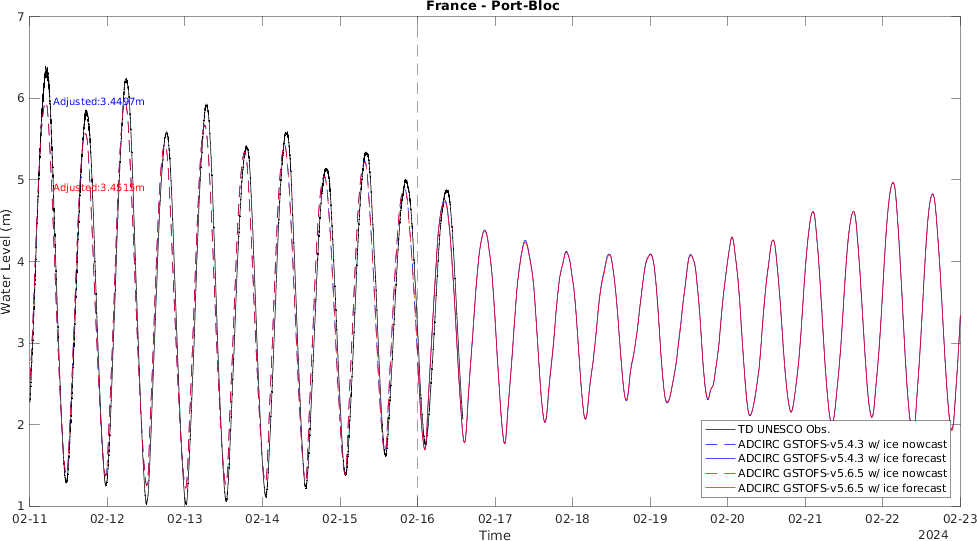 France - Port-Bloc
7
6
5
4
3
2
1
Water Level (m)
Adjusted:3.4497m
Adjusted:3.4515m
TD UNESCO Obs.
ADCIRC GSTOFS-v5.4.3 w/ ice nowcast
ADCIRC GSTOFS-v5.4.3 w/ ice forecast
ADCIRC GSTOFS-v5.6.5 w/ ice nowcast
ADCIRC GSTOFS-v5.6.5 w/ ice forecast
02-11 02-12 02-13 02-14 02-15 02-16 02-17 02-18 02-19 02-20 02-21 02-22 02-23
Time
2024